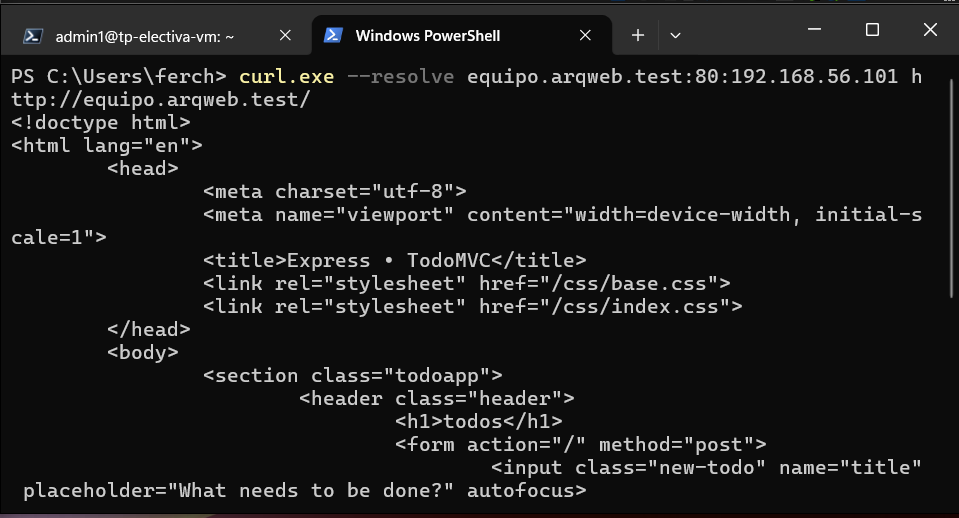 admin1@tp-electiva-vm: ~
Windows PowerShell
PS C:\Users\ferch> curl.exe --resolve equipo.arqweb.test:80:192.168.56.101 h
ttp://equipo.arqweb.test/
<!doctype html>
<html lang="en">
<head>
<meta charset="utf-8">
<meta name="viewport" content="width=device-width, initial-s
cale=1">
<title>Express • TodoMVC</title>
<link rel="stylesheet" href="/css/base.css">
<link rel="stylesheet" href="/css/index.css">
</head>
<body>
<section class="todoapp">
<header class="header">
<h1>todos</h1>
<form action="/" method="post">
<input class="new-todo" name="title"
placeholder="What needs to be done?" autofocus>